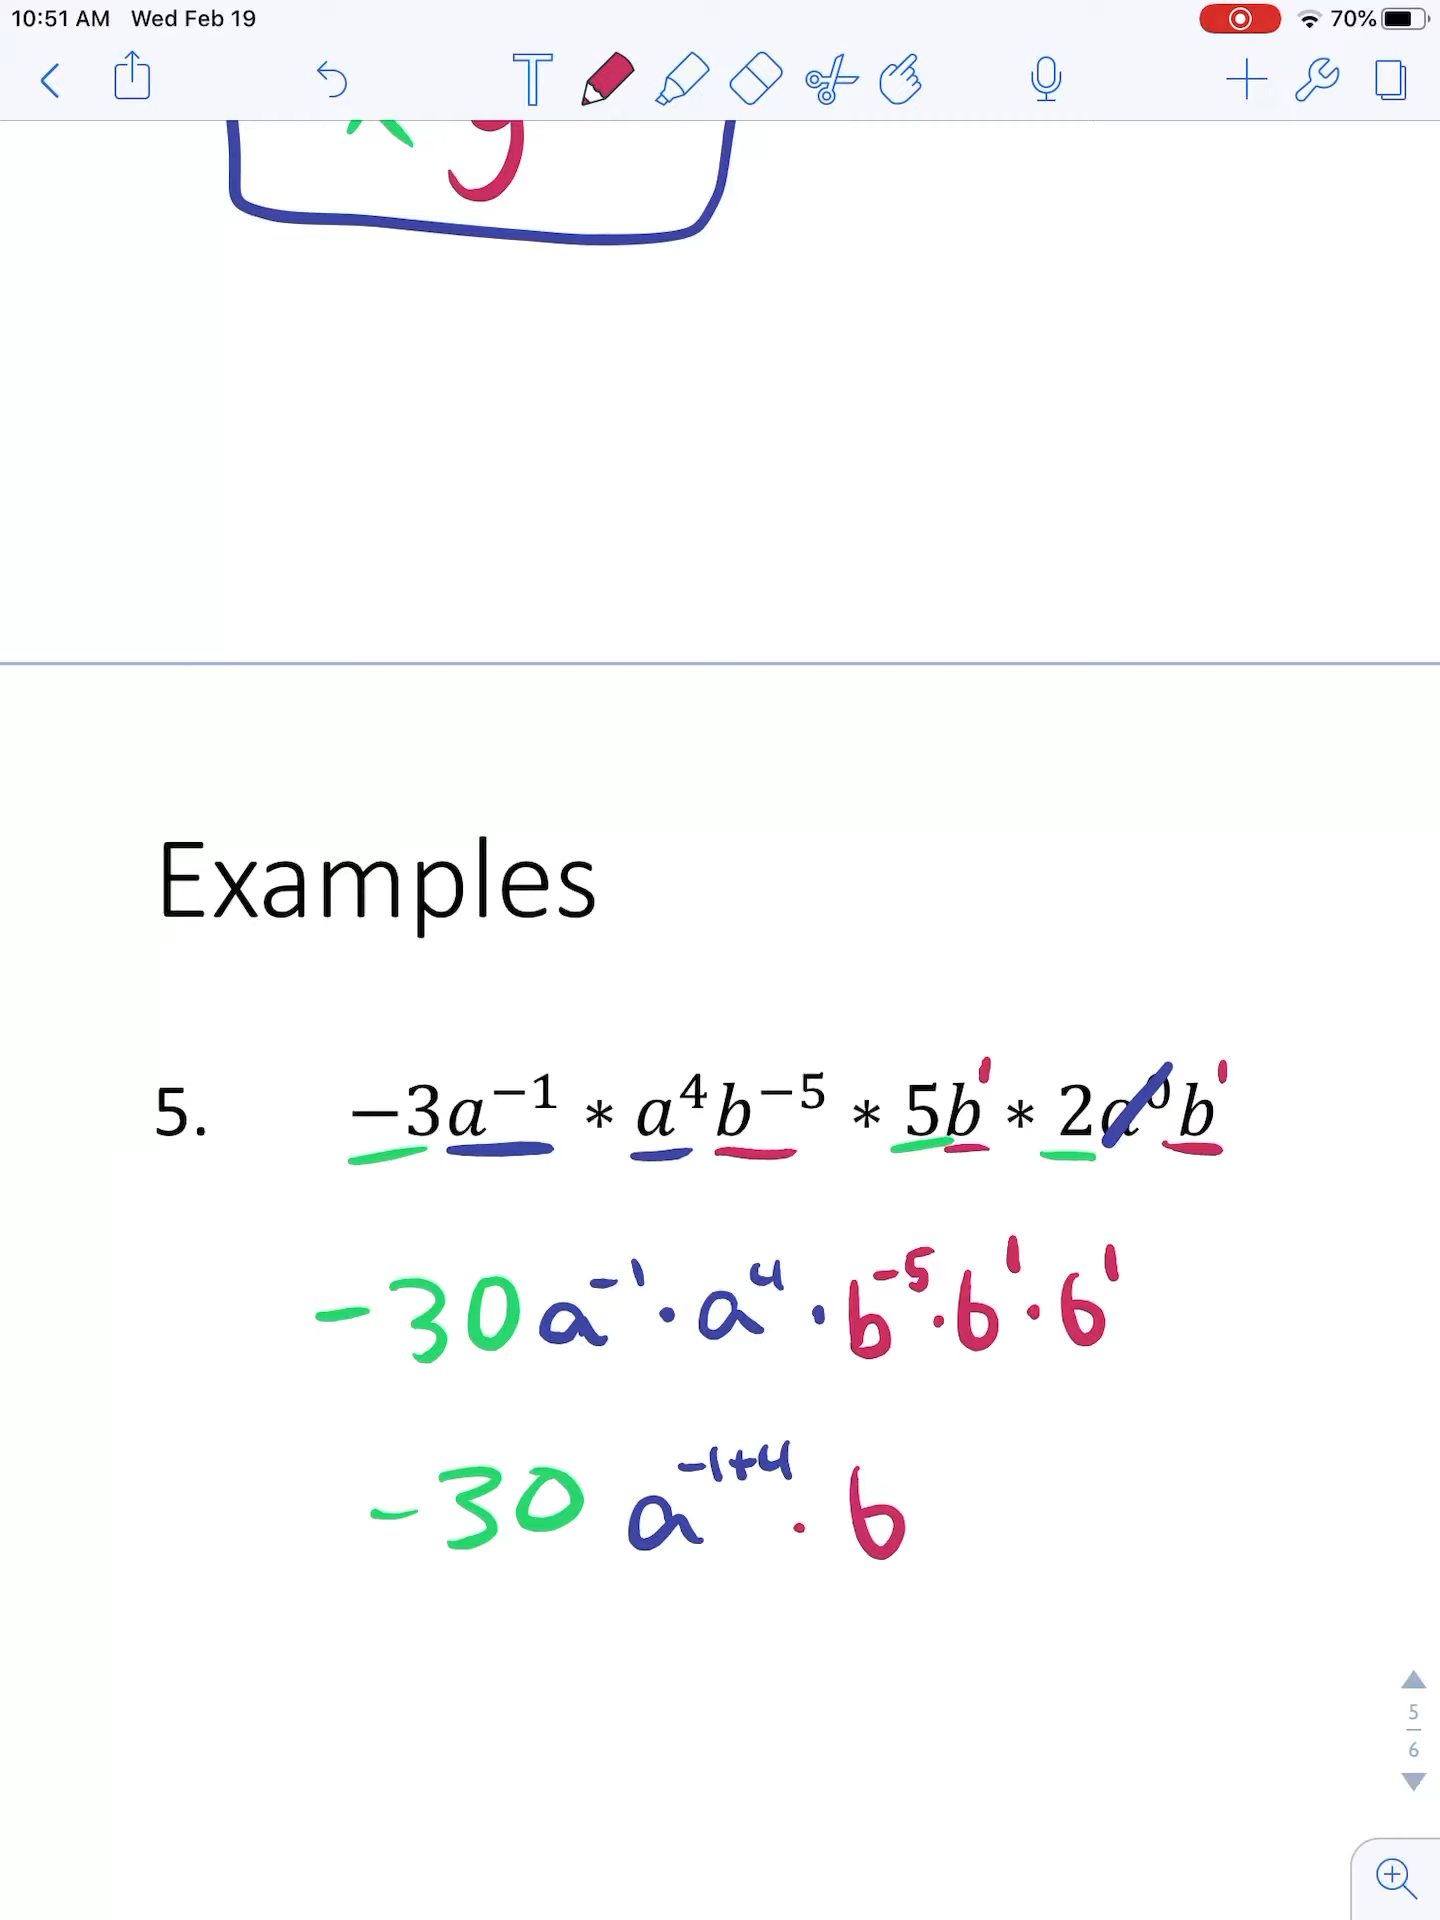 10:51 AM Wed Feb 19 70%
T
Examples
5. −3a⁻¹ * a⁴b⁻⁵ * 5b¹ * 2a⁰b¹
-30a⁻¹·a⁴·b⁻⁵·b¹·b¹
-30 a⁻¹⁺⁴·b
5
6